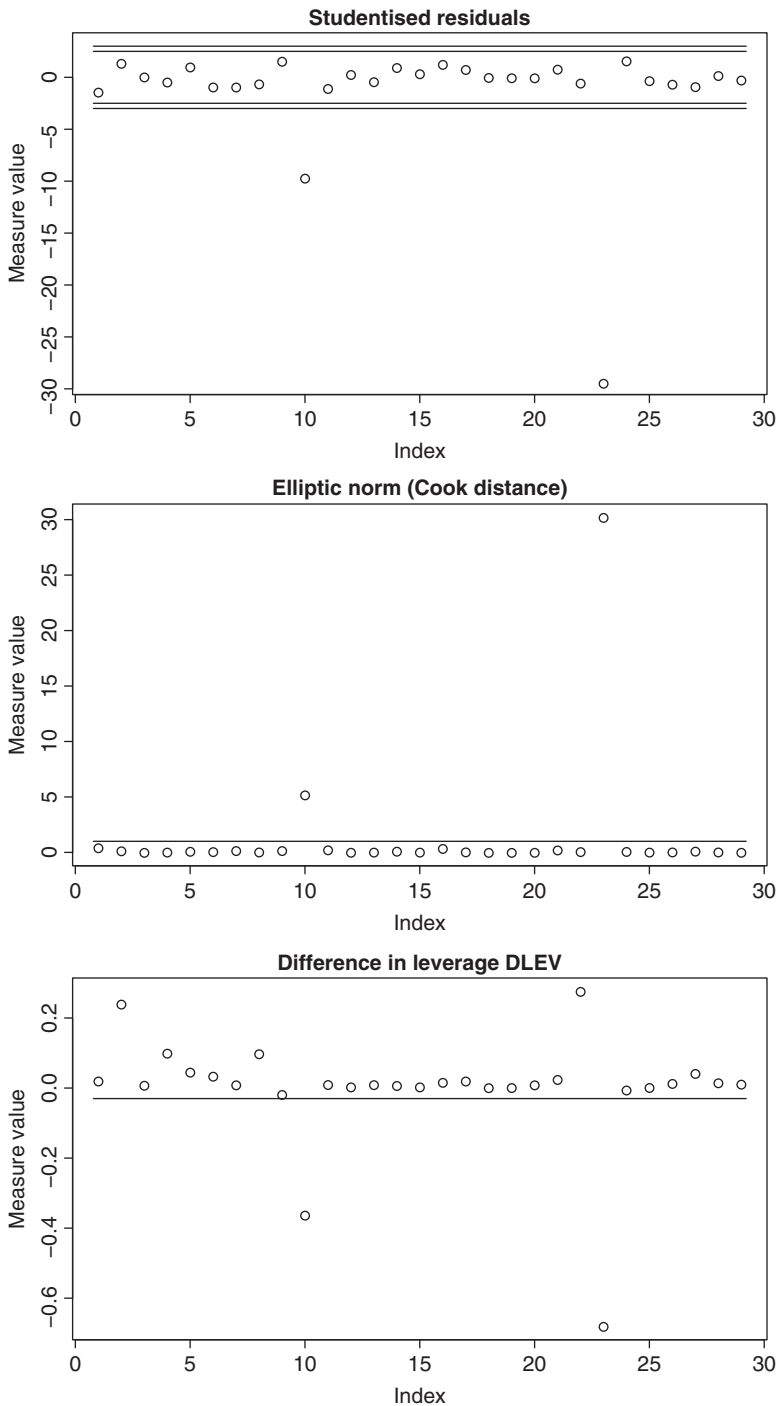 Studentised residuals
Measure value
0
−5
−10
−15
−20
−25
−30
0 5 10 15 20 25 30
Index
Elliptic norm (Cook distance)
Measure value
30
25
20
15
10
5
0
0 5 10 15 20 25 30
Index
Difference in leverage DLEV
Measure value
0.2
0.0
−0.2
−0.4
−0.6
0 5 10 15 20 25 30
Index